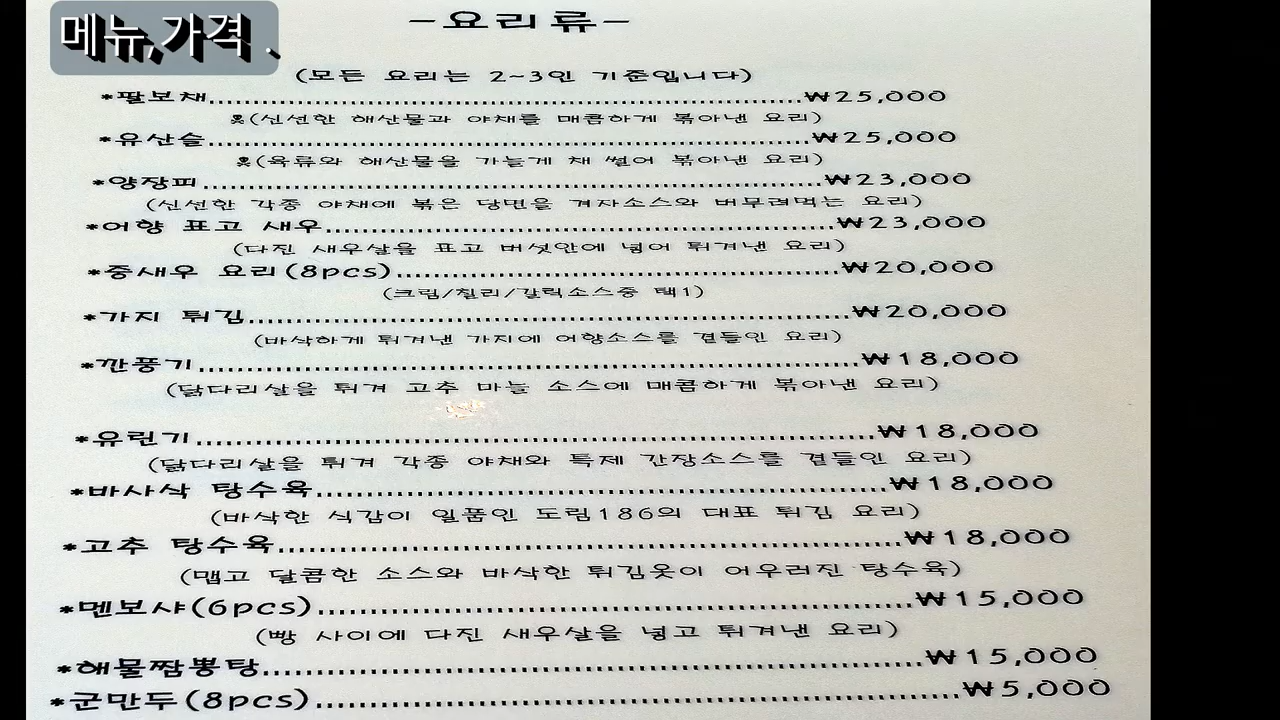 메뉴,가격 .
-요리류-
(모든 요리는 2~3인 기준입니다)
*팔보채..........₩25,000
(신선한 해산물과 야채를 매콤하게 볶아낸 요리)
*유산슬..........₩25,000
(육류와 해산물을 가늘게 채 썰어 볶아낸 요리)
*양장피..........₩23,000
(신선한 각종 야채에 볶은 당면을 겨자소스와 버무려먹는 요리)
*어향 표고 새우..........₩23,000
(다진 새우살을 표고 버섯안에 넣어 튀겨낸 요리)
*중새우 요리(8pcs)..........₩20,000
(크림/칠리/갈릭소스중 택1)
*가지 튀김..........₩20,000
(바삭하게 튀겨낸 가지에 어향소스를 곁들인 요리)
*깐풍기..........₩18,000
(닭다리살을 튀겨 고추 마늘 소스에 매콤하게 볶아낸 요리)
*유린기..........₩18,000
(닭다리살을 튀겨 각종 야채와 특제 간장소스를 곁들인 요리)
*바사삭 탕수육..........₩18,000
(바삭한 식감이 일품인 도림186의 대표 튀김 요리)
*고추 탕수육..........₩18,000
(맵고 달콤한 소스와 바삭한 튀김옷이 어우러진 탕수육)
*멘보샤(6pcs)..........₩15,000
(빵 사이에 다진 새우살을 넣고 튀겨낸 요리)
*해물짬뽕탕..........₩15,000
*군만두(8pcs)..........₩5,000